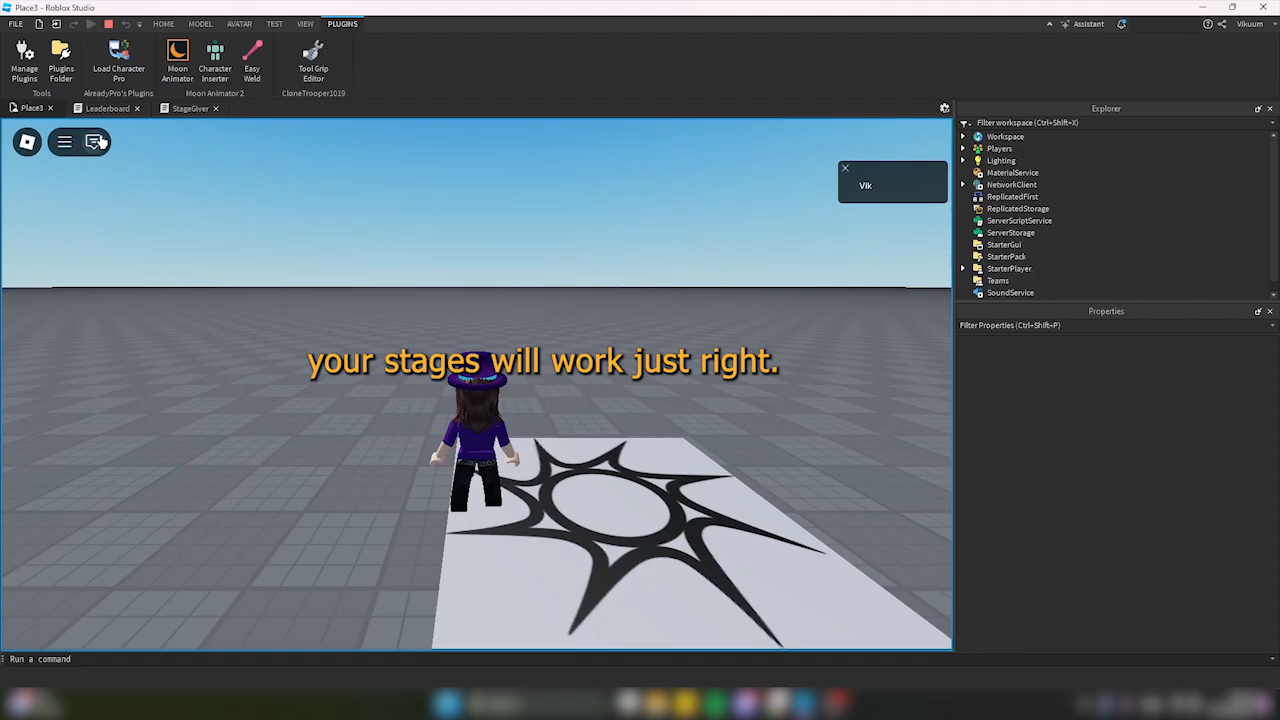 Place3 - Roblox Studio
FILE HOME MODEL AVATAR TEST VIEW PLUGINS Assistant Vikuum
Manage Plugins
Plugins Folder
Load Character Pro
Moon Animator
Character Inserter
Easy Weld
Tool Grip Editor
Tools AlreadyPro's Plugins Moon Animator 2 CloneTrooper1019
Place3 Leaderboard StageGiver
Explorer
Filter workspace (Ctrl+Shift+X)
Workspace
Players
Lighting
MaterialService
NetworkClient
ReplicatedFirst
ReplicatedStorage
ServerScriptService
ServerStorage
StarterGui
StarterPack
StarterPlayer
Teams
SoundService
Properties
Filter Properties (Ctrl+Shift+P)
Vik
your stages will work just right.
Run a command